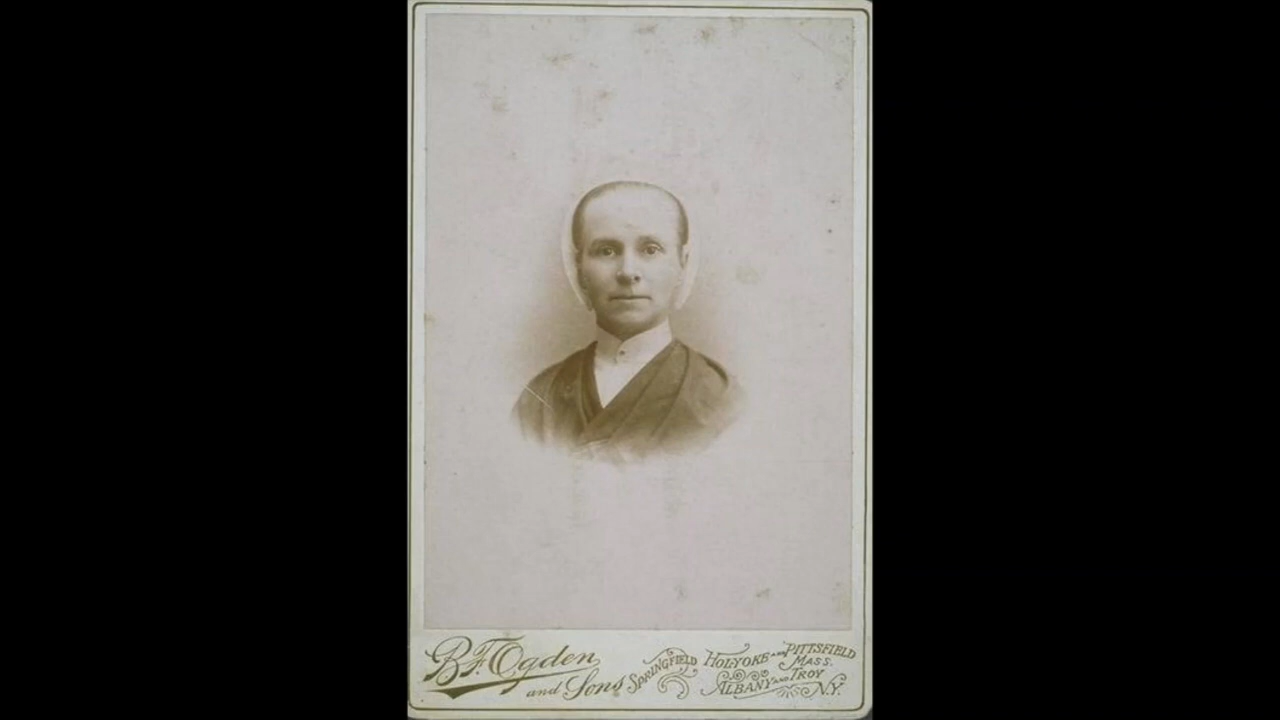 B.F. Ogden and Sons
SPRINGFIELD HOLYOKE AND PITTSFIELD MASS.
ALBANY AND TROY N.Y.